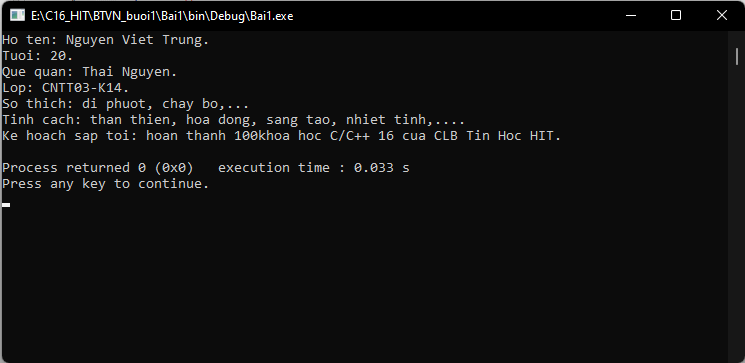 E:\C16_HIT\BTVN_buoi1\Bai1\bin\Debug\Bai1.exe
Ho ten: Nguyen Viet Trung.
Tuoi: 20.
Que quan: Thai Nguyen.
Lop: CNTT03-K14.
So thich: di phuot, chay bo,...
Tinh cach: than thien, hoa dong, sang tao, nhiet tinh,....
Ke hoach sap toi: hoan thanh 100khoa hoc C/C++ 16 cua CLB Tin Hoc HIT.
Process returned 0 (0x0)   execution time : 0.033 s
Press any key to continue.